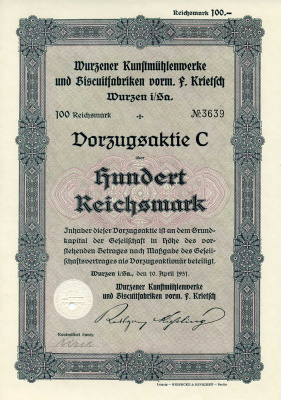 Reichsmark 100,—
Wurzener Kunstmühlenwerke
und Biscuitfabriken vorm. F. Krietsch
Wurzen i/Sa.
100 Reichsmark
№3639
Vorzugsaktie C
über
Hundert
Reichsmark
Inhaber dieser Vorzugsaktie ist an dem Grund-
kapital der Gesellschaft in Höhe des vor-
stehenden Betrages nach Maßgabe des Gesell-
schaftsvertrages als Vorzugsaktionär beteiligt.
Wurzen i/Sa., den 10. April 1931.
Wurzener Kunstmühlenwerke
und Biscuitfabriken vorm. F. Krietsch